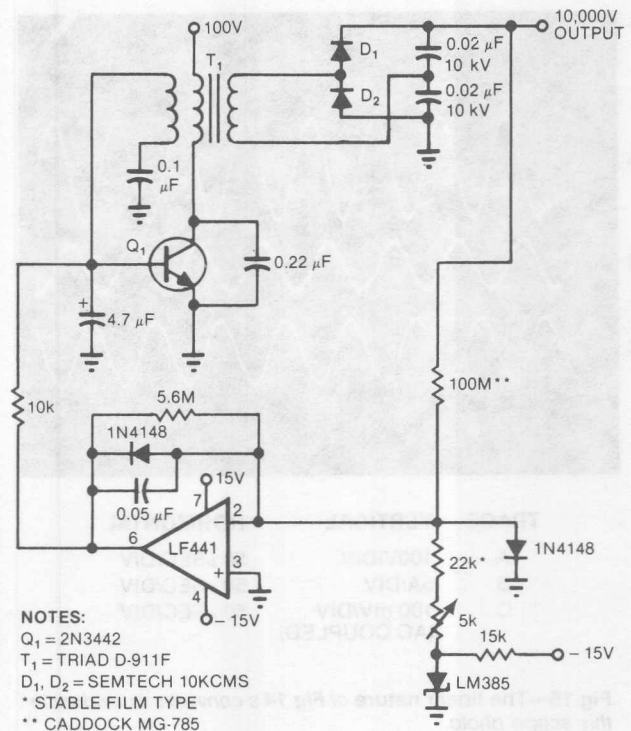 100V
10,000V
OUTPUT
T1
D1
D2
0.02 µF
10 kV
0.02 µF
10 kV
0.1
µF
Q1
0.22 µF
+
4.7 µF
10k
5.6M
1N4148
0.05 µF
15V
7
2
6
LF441
3
4
-15V
100M**
22k*
1N4148
5k
15k
-15V
LM385
NOTES:
Q1 = 2N3442
T1 = TRIAD D-911F
D1, D2 = SEMTECH 10KCMS
* STABLE FILM TYPE
** CADDOCK MG-785